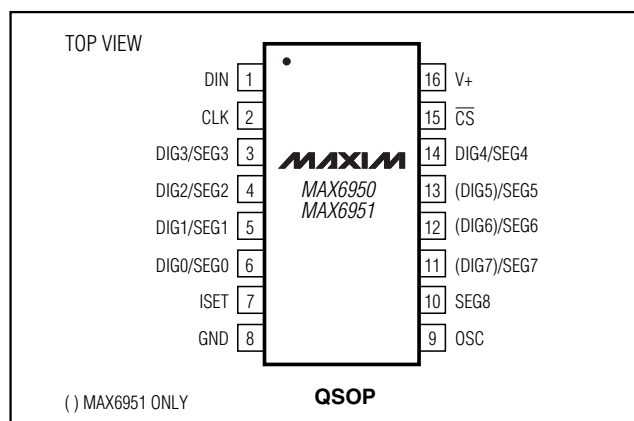 TOP VIEW
DIN 1
CLK 2
DIG3/SEG3 3
DIG2/SEG2 4
DIG1/SEG1 5
DIG0/SEG0 6
ISET 7
GND 8
MAXIM
MAX6950
MAX6951
16 V+
15 C̅S̅
14 DIG4/SEG4
13 (DIG5)/SEG5
12 (DIG6)/SEG6
11 (DIG7)/SEG7
10 SEG8
9 OSC
( ) MAX6951 ONLY
QSOP